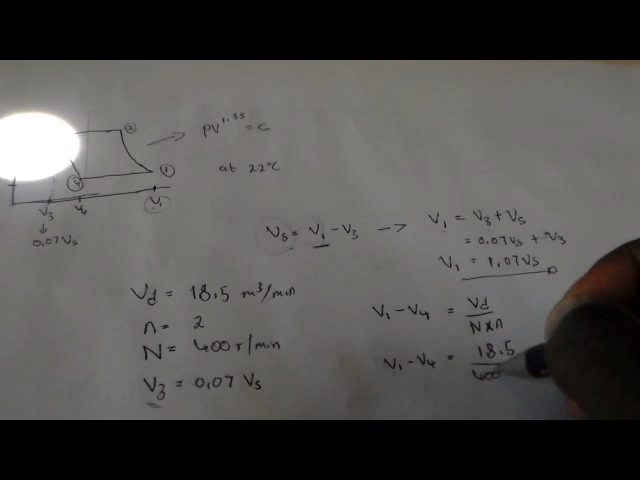 ②
PV^1.35 = C
④
①
at 22°C
V3 V4 V1
0.07 Vs
Vs = V1 - V3 → V1 = V3 + Vs
= 0.07Vs + V3
V1 = 1.07Vs
Vd = 18.5 m³/min
n = 2
N = 400 r/min
V3 = 0.07 Vs
V1 - V4 = Vd / N×n
V1 - V4 = 18.5 / 400